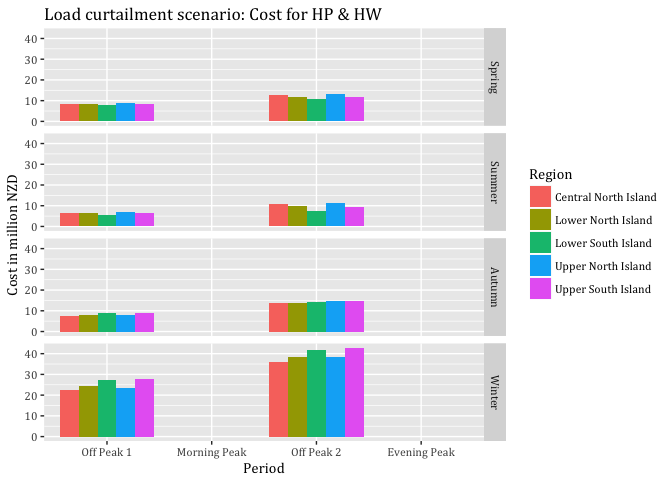 Load curtailment scenario: Cost for HP & HW
Cost in million NZD
40
30
20
10
0
Spring
40
30
20
10
0
Summer
40
30
20
10
0
Autumn
40
30
20
10
0
Winter
Off Peak 1
Morning Peak
Off Peak 2
Evening Peak
Period
Region
Central North Island
Lower North Island
Lower South Island
Upper North Island
Upper South Island